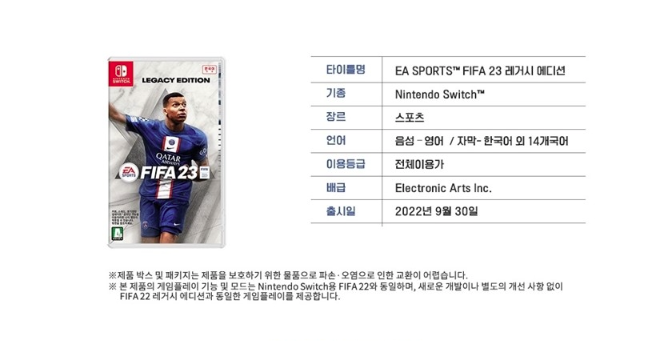 NINTENDO
SWITCH
LEGACY EDITION
QATAR
AIRWAYS
EA
SPORTS
FIFA 23
타이틀명 EA SPORTS™ FIFA 23 레거시 에디션
기종 Nintendo Switch™
장르 스포츠
언어 음성 - 영어 / 자막- 한국어 외 14개국어
이용등급 전체이용가
배급 Electronic Arts Inc.
출시일 2022년 9월 30일
※제품 박스 및 패키지는 제품을 보호하기 위한 물품으로 파손·오염으로 인한 교환이 어렵습니다.
※ 본 제품의 게임플레이 기능 및 모드는 Nintendo Switch용 FIFA 22와 동일하며, 새로운 개발이나 별도의 개선 사항 없이
FIFA 22 레거시 에디션과 동일한 게임플레이를 제공합니다.